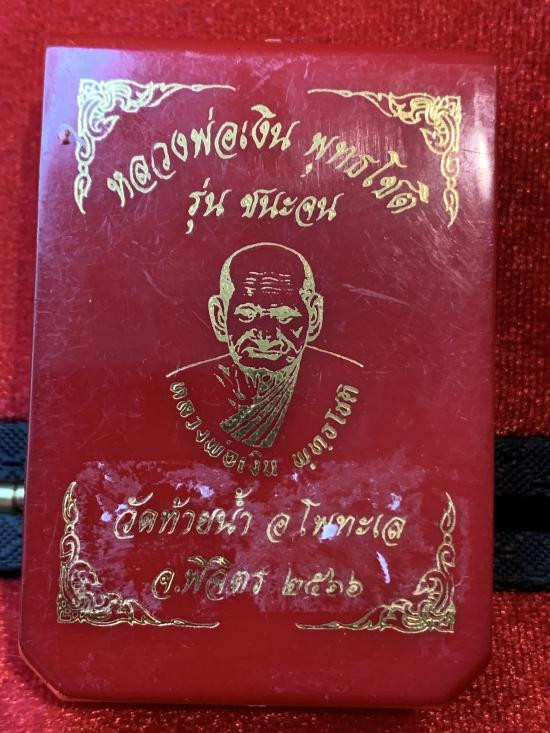 หลวงพ่อเงิน พุทธโชติ
รุ่น ชนะจน
หลวงพ่อเงิน พุทธโชติ
วัดท้ายน้ำ อ.โพทะเล
จ.พิจิตร ๒๕๑๖